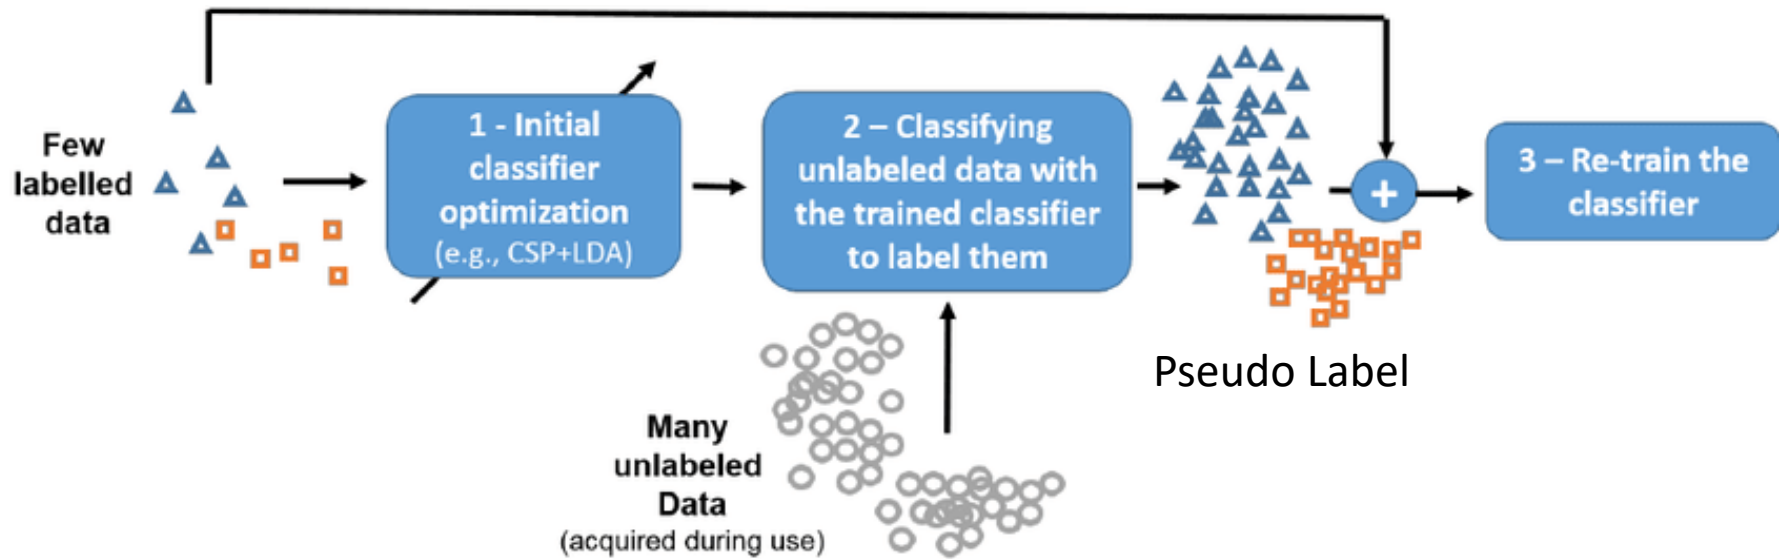 Few
labelled
data
1 - Initial
classifier
optimization
(e.g., CSP+LDA)
2 – Classifying
unlabeled data with
the trained classifier
to label them
+
3 – Re-train the
classifier
Pseudo Label
Many
unlabeled
Data
(acquired during use)